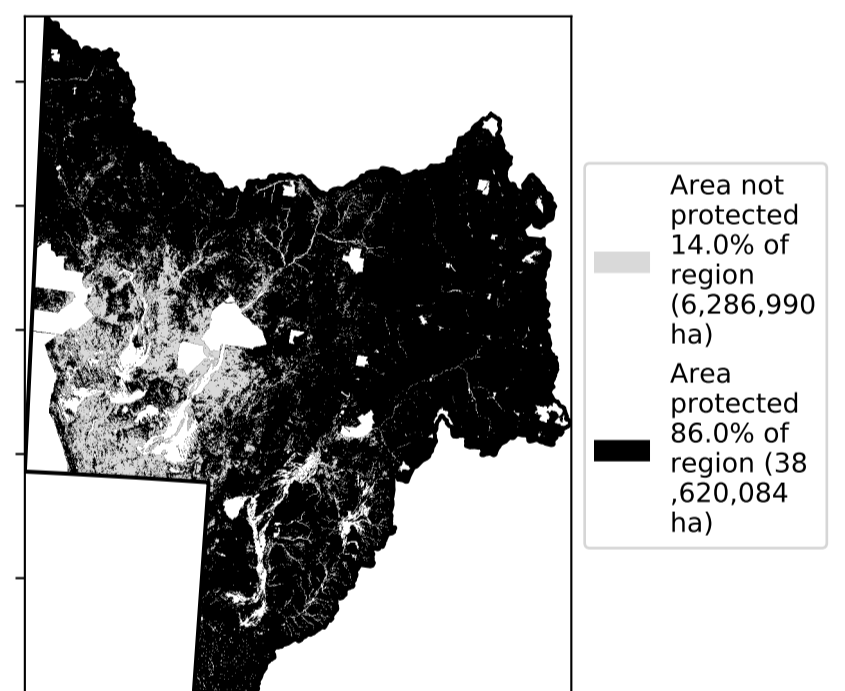 Area not
protected
14.0% of
region
(6,286,990
ha)
Area
protected
86.0% of
region (38
,620,084
ha)